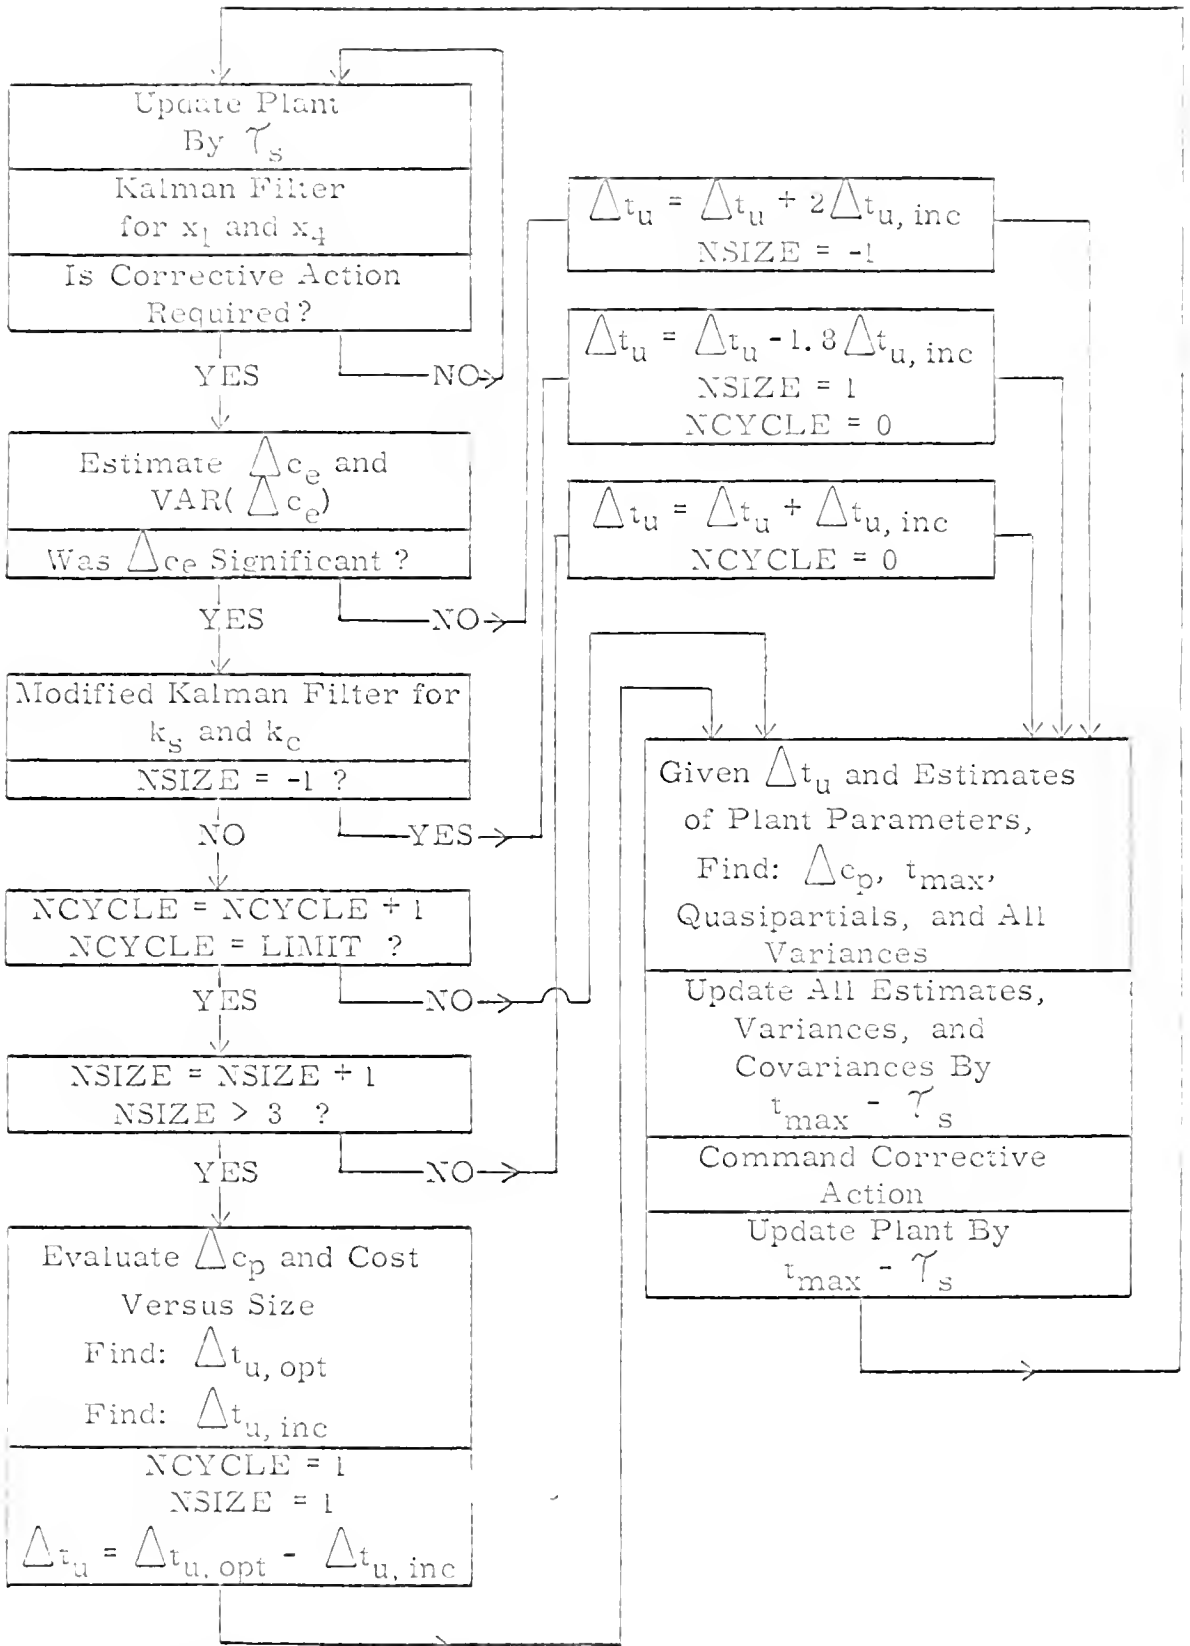 Update Plant
By τs
Kalman Filter
for x1 and x4
Is Corrective Action
Required?
YES
NO
Estimate Δce and
VAR( Δce)
Was Δce Significant ?
YES
NO
Modified Kalman Filter for
ks and kc
NSIZE = -1 ?
NO
YES
NCYCLE = NCYCLE + 1
NCYCLE = LIMIT ?
YES
NO
NSIZE = NSIZE + 1
NSIZE > 3 ?
YES
NO
Evaluate Δcp and Cost
Versus Size
Find: Δtu, opt
Find: Δtu, inc
NCYCLE = 1
NSIZE = 1
Δtu = Δtu, opt - Δtu, inc
Δtu = Δtu + 2Δtu, inc
NSIZE = -1
Δtu = Δtu -1.8Δtu, inc
NSIZE = 1
NCYCLE = 0
Δtu = Δtu + Δtu, inc
NCYCLE = 0
Given Δtu and Estimates
of Plant Parameters,
Find: Δcp, tmax,
Quasipartials, and All
Variances
Update All Estimates,
Variances, and
Covariances By
tmax - τs
Command Corrective
Action
Update Plant By
tmax - τs